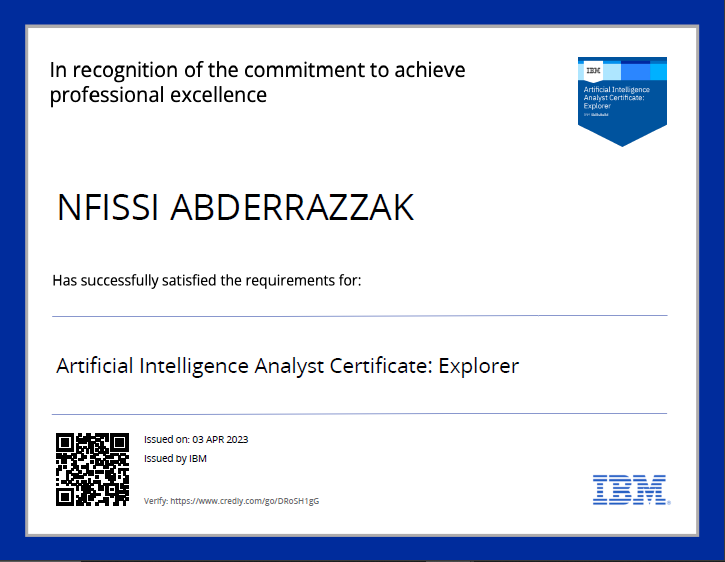 In recognition of the commitment to achieve
professional excellence
IBM
Artificial Intelligence
Analyst Certificate:
Explorer
NFISSI ABDERRAZZAK
Has successfully satisfied the requirements for:
Artificial Intelligence Analyst Certificate: Explorer
Issued on: 03 APR 2023
Issued by IBM
Verify: https://www.credly.com/go/DRoSH1gG
IBM®